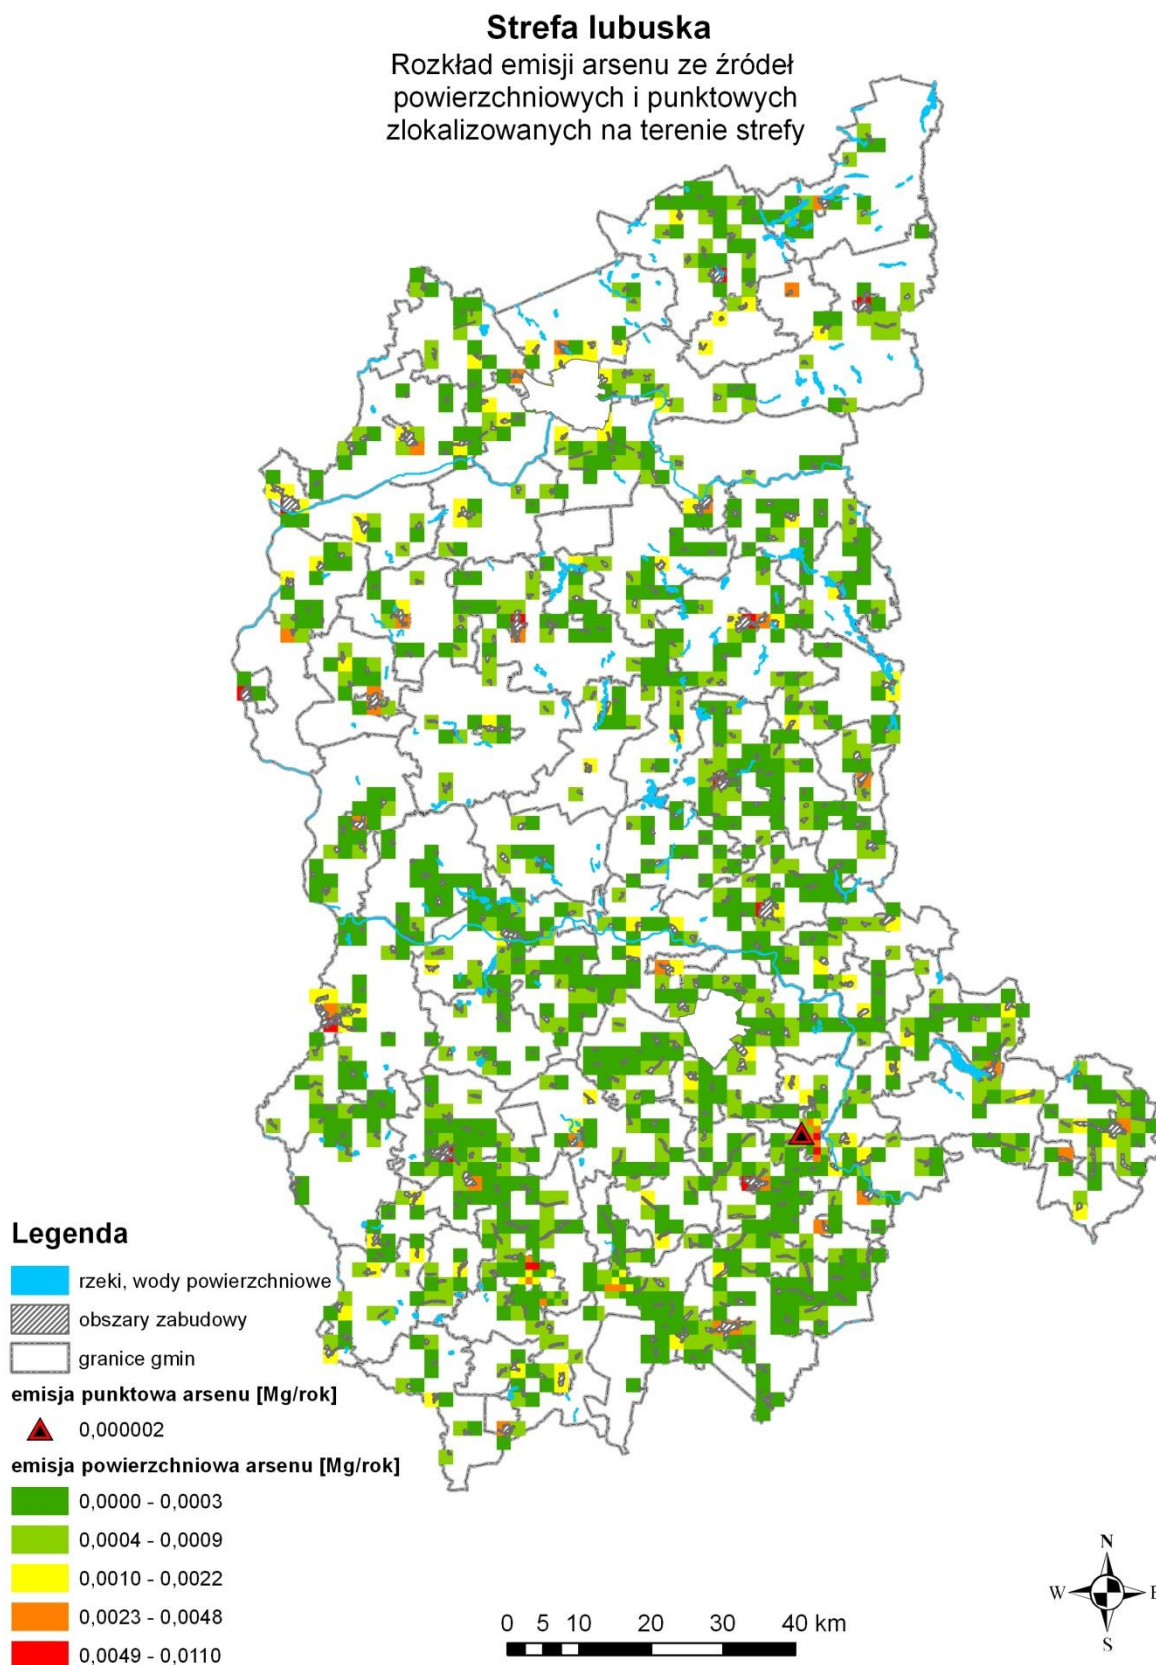 Strefa lubuska
Rozkład emisji arsenu ze źródeł
powierzchniowych i punktowych
zlokalizowanych na terenie strefy
Legenda
rzeki, wody powierzchniowe
obszary zabudowy
granice gmin
emisja punktowa arsenu [Mg/rok]
0,000002
emisja powierzchniowa arsenu [Mg/rok]
0,0000 - 0,0003
0,0004 - 0,0009
0,0010 - 0,0022
0,0023 - 0,0048
0,0049 - 0,0110
0 5 10 20 30 40 km
N
W E
S